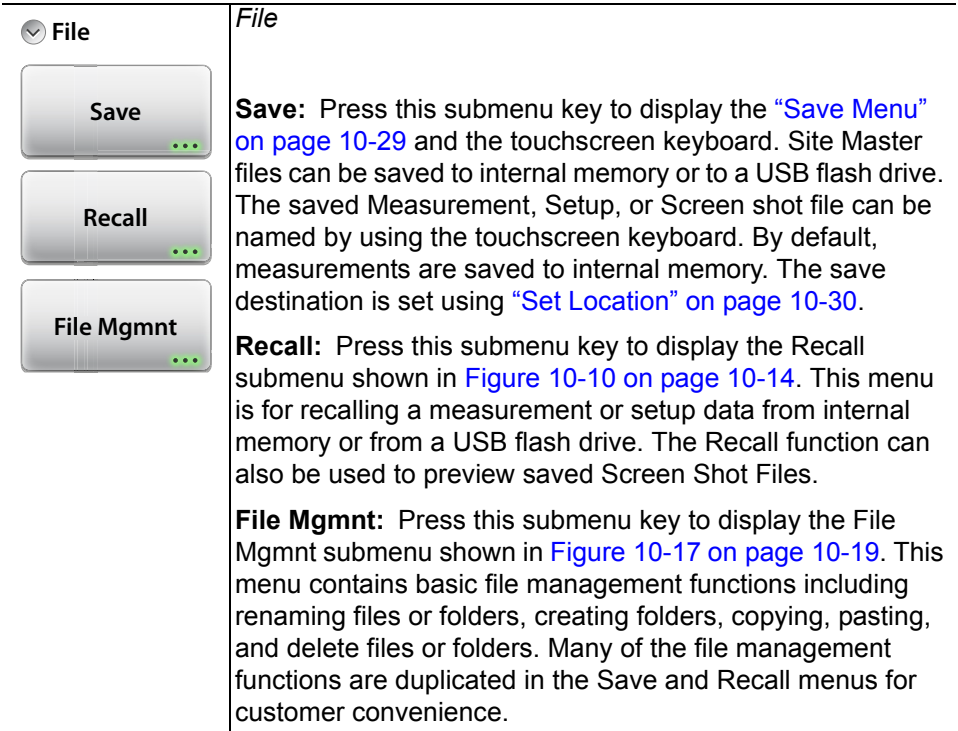 File
Save
Recall
File Mgmnt
File
Save: Press this submenu key to display the “Save Menu”
on page 10-29 and the touchscreen keyboard. Site Master
files can be saved to internal memory or to a USB flash drive.
The saved Measurement, Setup, or Screen shot file can be
named by using the touchscreen keyboard. By default,
measurements are saved to internal memory. The save
destination is set using “Set Location” on page 10-30.
Recall: Press this submenu key to display the Recall
submenu shown in Figure 10-10 on page 10-14. This menu
is for recalling a measurement or setup data from internal
memory or from a USB flash drive. The Recall function can
also be used to preview saved Screen Shot Files.
File Mgmnt: Press this submenu key to display the File
Mgmnt submenu shown in Figure 10-17 on page 10-19. This
menu contains basic file management functions including
renaming files or folders, creating folders, copying, pasting,
and delete files or folders. Many of the file management
functions are duplicated in the Save and Recall menus for
customer convenience.